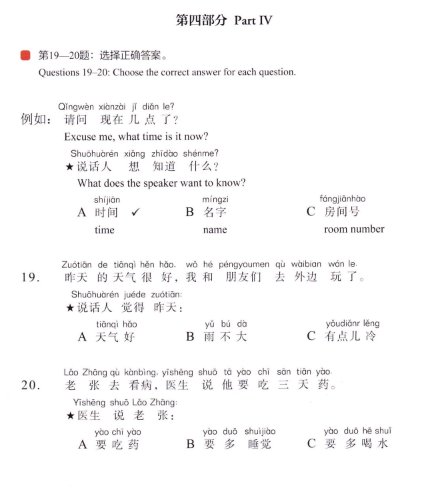 第四部分 Part IV
第19—20题：选择正确答案。
Questions 19–20: Choose the correct answer for each question.
Qǐngwèn xiànzài jǐ diǎn le?
例如：请问 现在 几 点 了？
Excuse me, what time is it now?
Shuōhuàrén xiǎng zhīdào shénme?
★说话人 想 知道 什么？
What does the speaker want to know?
shíjiān míngzi fángjiānhào
A 时间 ✓ B 名字 C 房间号
time name room number
Zuótiān de tiānqì hěn hǎo, wǒ hé péngyoumen qù wàibian wán le.
19. 昨天 的 天气 很 好，我 和 朋友们 去 外边 玩 了。
Shuōhuàrén juéde zuótiān:
★说话人 觉得 昨天：
tiānqì hǎo yǔ bú dà yǒudiǎnr lěng
A 天气 好 B 雨 不 大 C 有点儿 冷
Lǎo Zhāng qù kànbìng, yīshēng shuō tā yào chī sān tiān yào.
20. 老 张 去 看病，医生 说 他 要 吃 三 天 药。
Yīshēng shuō Lǎo Zhāng:
★医生 说 老 张：
yào chī yào yào duō shuìjiào yào duō hē shuǐ
A 要 吃 药 B 要 多 睡觉 C 要 多 喝 水